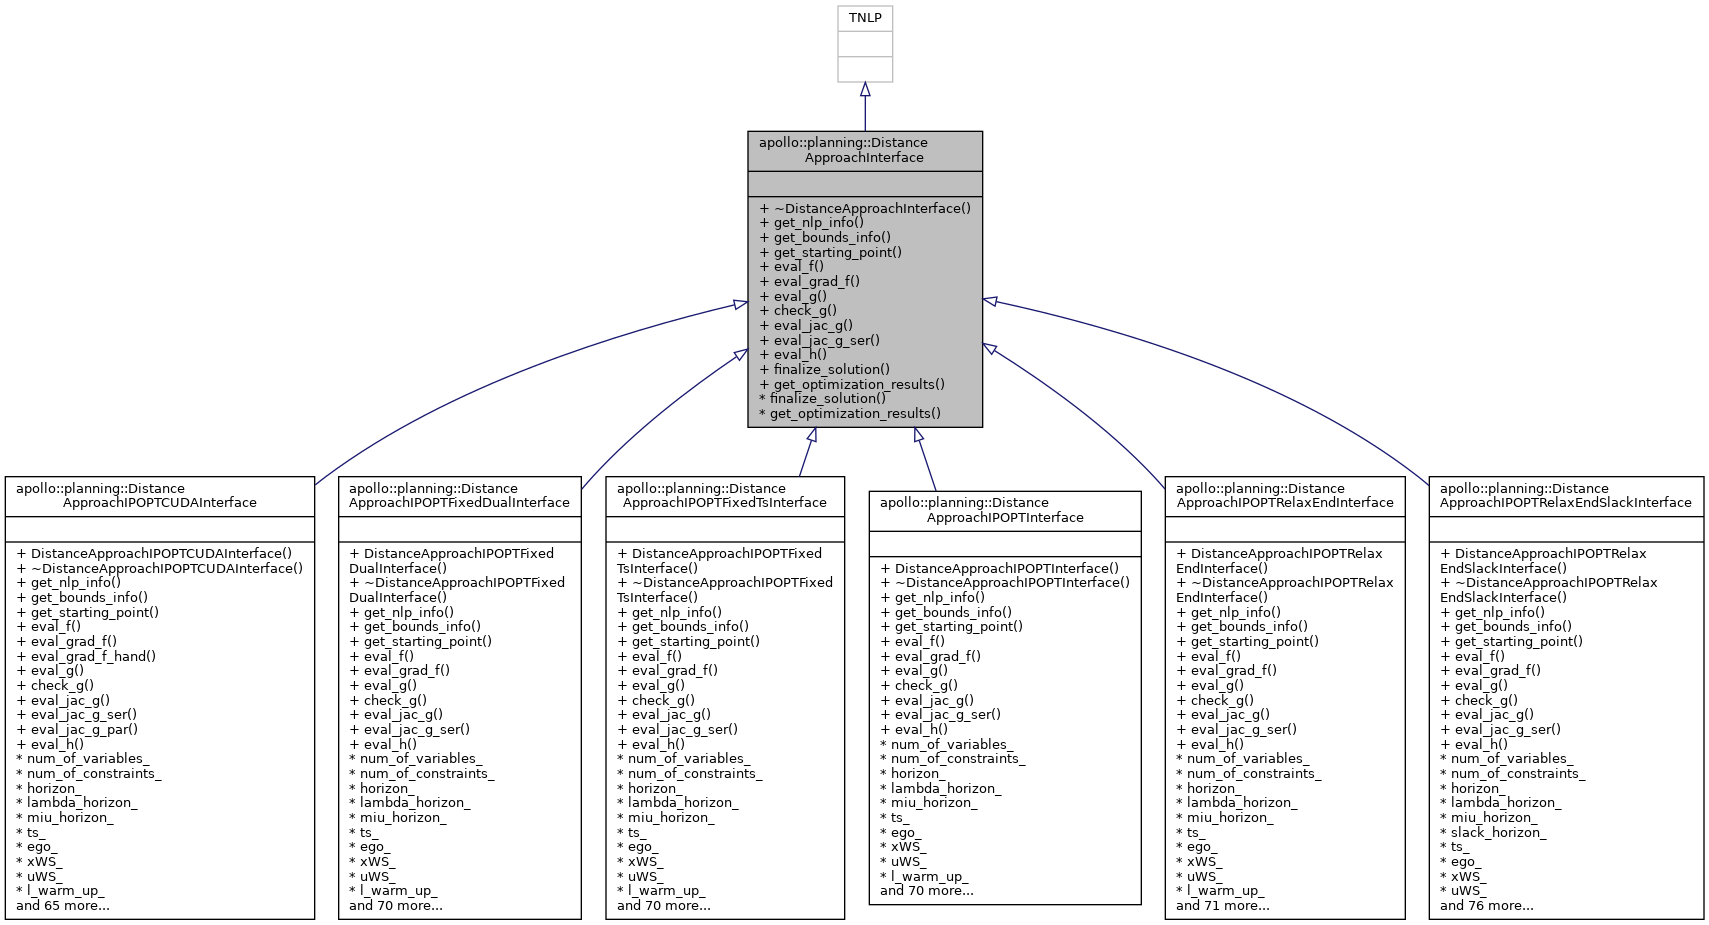 TNLP
apollo::planning::Distance
ApproachInterface
+ ~DistanceApproachInterface()
+ get_nlp_info()
+ get_bounds_info()
+ get_starting_point()
+ eval_f()
+ eval_grad_f()
+ eval_g()
+ check_g()
+ eval_jac_g()
+ eval_jac_g_ser()
+ eval_h()
+ finalize_solution()
+ get_optimization_results()
* finalize_solution()
* get_optimization_results()
apollo::planning::Distance
ApproachIPOPTCUDAInterface
+ DistanceApproachIPOPTCUDAInterface()
+ ~DistanceApproachIPOPTCUDAInterface()
+ get_nlp_info()
+ get_bounds_info()
+ get_starting_point()
+ eval_f()
+ eval_grad_f()
+ eval_grad_f_hand()
+ eval_g()
+ check_g()
+ eval_jac_g()
+ eval_jac_g_ser()
+ eval_jac_g_par()
+ eval_h()
* num_of_variables_
* num_of_constraints_
* horizon_
* lambda_horizon_
* miu_horizon_
* ts_
* ego_
* xWS_
* uWS_
* l_warm_up_
and 65 more...
apollo::planning::Distance
ApproachIPOPTFixedDualInterface
+ DistanceApproachIPOPTFixed
DualInterface()
+ ~DistanceApproachIPOPTFixed
DualInterface()
+ get_nlp_info()
+ get_bounds_info()
+ get_starting_point()
+ eval_f()
+ eval_grad_f()
+ eval_g()
+ check_g()
+ eval_jac_g()
+ eval_jac_g_ser()
+ eval_h()
* num_of_variables_
* num_of_constraints_
* horizon_
* lambda_horizon_
* miu_horizon_
* ts_
* ego_
* xWS_
* uWS_
* l_warm_up_
and 70 more...
apollo::planning::Distance
ApproachIPOPTFixedTsInterface
+ DistanceApproachIPOPTFixed
TsInterface()
+ ~DistanceApproachIPOPTFixed
TsInterface()
+ get_nlp_info()
+ get_bounds_info()
+ get_starting_point()
+ eval_f()
+ eval_grad_f()
+ eval_g()
+ check_g()
+ eval_jac_g()
+ eval_jac_g_ser()
+ eval_h()
* num_of_variables_
* num_of_constraints_
* horizon_
* lambda_horizon_
* miu_horizon_
* ts_
* ego_
* xWS_
* uWS_
* l_warm_up_
and 70 more...
apollo::planning::Distance
ApproachIPOPTInterface
+ DistanceApproachIPOPTInterface()
+ ~DistanceApproachIPOPTInterface()
+ get_nlp_info()
+ get_bounds_info()
+ get_starting_point()
+ eval_f()
+ eval_grad_f()
+ eval_g()
+ check_g()
+ eval_jac_g()
+ eval_jac_g_ser()
+ eval_h()
* num_of_variables_
* num_of_constraints_
* horizon_
* lambda_horizon_
* miu_horizon_
* ts_
* ego_
* xWS_
* uWS_
* l_warm_up_
and 70 more...
apollo::planning::Distance
ApproachIPOPTRelaxEndInterface
+ DistanceApproachIPOPTRelax
EndInterface()
+ ~DistanceApproachIPOPTRelax
EndInterface()
+ get_nlp_info()
+ get_bounds_info()
+ get_starting_point()
+ eval_f()
+ eval_grad_f()
+ eval_g()
+ check_g()
+ eval_jac_g()
+ eval_jac_g_ser()
+ eval_h()
* num_of_variables_
* num_of_constraints_
* horizon_
* lambda_horizon_
* miu_horizon_
* ts_
* ego_
* xWS_
* uWS_
* l_warm_up_
and 71 more...
apollo::planning::Distance
ApproachIPOPTRelaxEndSlackInterface
+ DistanceApproachIPOPTRelax
EndSlackInterface()
+ ~DistanceApproachIPOPTRelax
EndSlackInterface()
+ get_nlp_info()
+ get_bounds_info()
+ get_starting_point()
+ eval_f()
+ eval_grad_f()
+ eval_g()
+ check_g()
+ eval_jac_g()
+ eval_jac_g_ser()
+ eval_h()
* num_of_variables_
* num_of_constraints_
* horizon_
* lambda_horizon_
* miu_horizon_
* slack_horizon_
* ts_
* ego_
* xWS_
* uWS_
and 76 more...